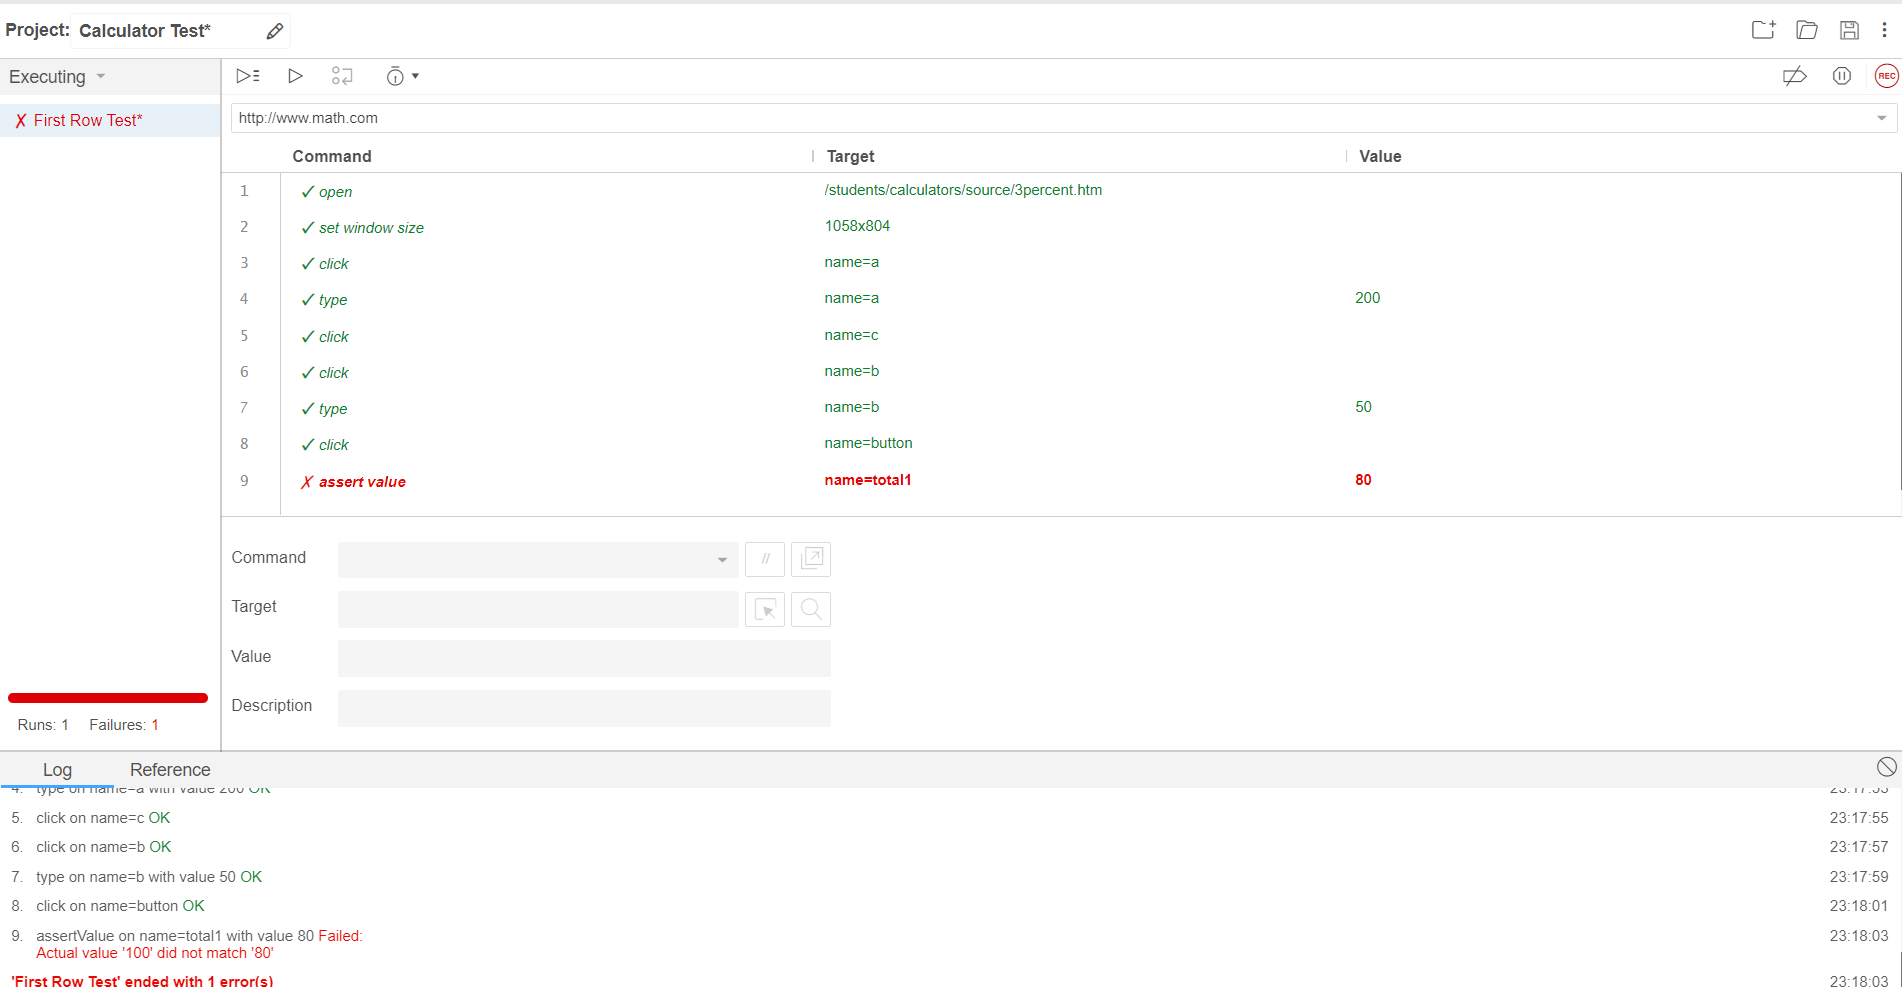 Project: Calculator Test*
Executing
REC
First Row Test*
http://www.math.com
Command Target Value
1 ✓ open /students/calculators/source/3percent.htm
2 ✓ set window size 1058x804
3 ✓ click name=a
4 ✓ type name=a 200
5 ✓ click name=c
6 ✓ click name=b
7 ✓ type name=b 50
8 ✓ click name=button
9 ✗ assert value name=total1 80
Command //
Target
Value
Description
Runs: 1 Failures: 1
Log Reference
4. type on name=a with value 200 OK 23:17:53
5. click on name=c OK 23:17:55
6. click on name=b OK 23:17:57
7. type on name=b with value 50 OK 23:17:59
8. click on name=button OK 23:18:01
9. assertValue on name=total1 with value 80 Failed: 23:18:03
Actual value '100' did not match '80'
'First Row Test' ended with 1 error(s) 23:18:03